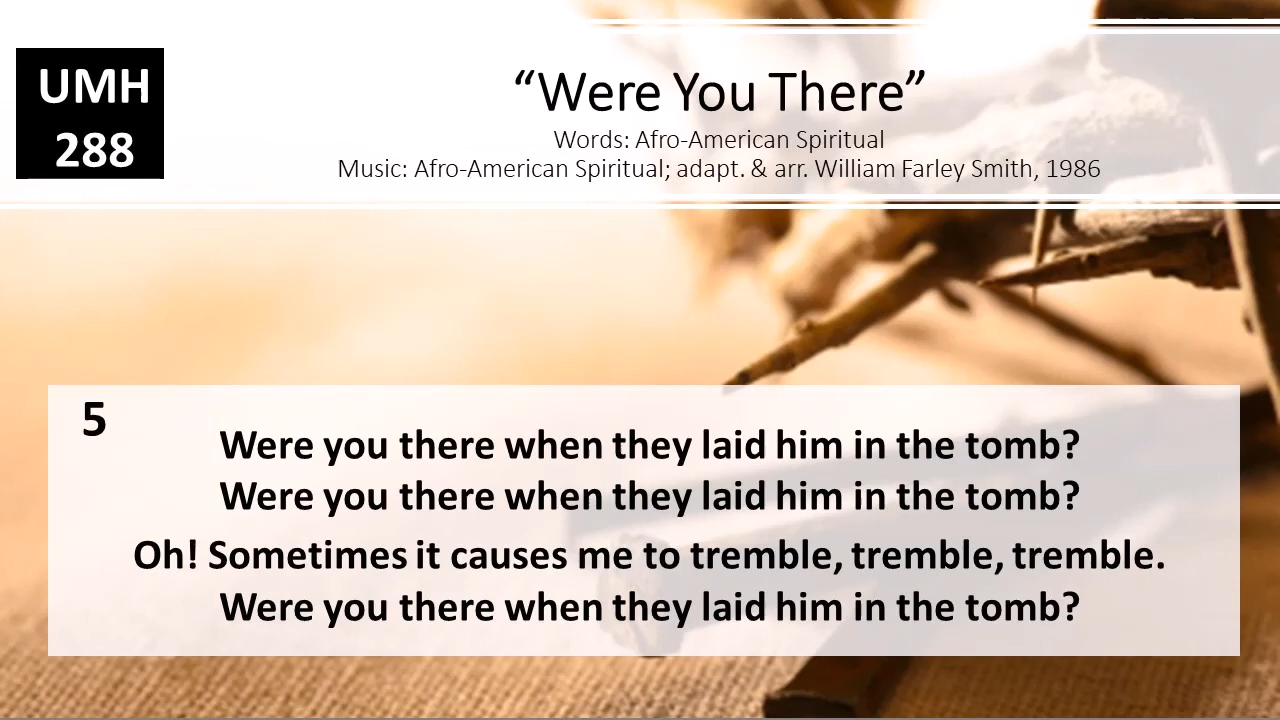 UMH
288
“Were You There”
Words: Afro-American Spiritual
Music: Afro-American Spiritual; adapt. & arr. William Farley Smith, 1986
5
Were you there when they laid him in the tomb?
Were you there when they laid him in the tomb?
Oh! Sometimes it causes me to tremble, tremble, tremble.
Were you there when they laid him in the tomb?